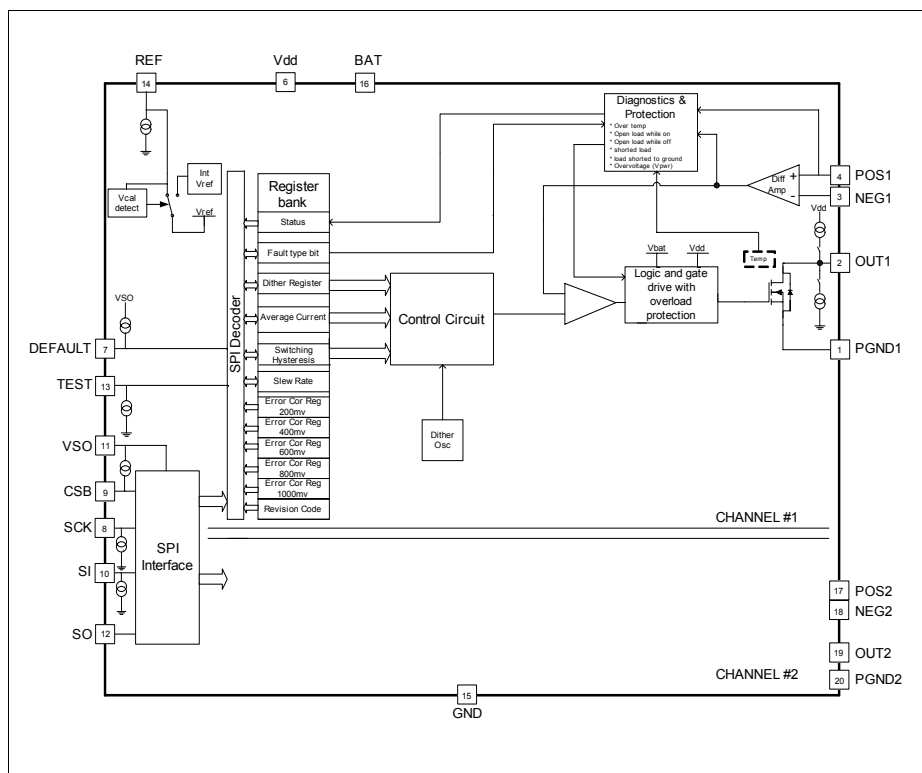 REF
Vdd
BAT
14
6
16
Diagnostics &
Protection
* Over temp
* Open load while on
* Open load while off
* shorted load
* load shorted to ground
* Overvoltage (Vpwr)
Int
Vref
Vcal
detect
Vref
Register
bank
Status
Fault type bit
Dither Register
Average Current
Switching
Hysteresis
Slew Rate
Error Cor Reg
200mv
Error Cor Reg
400mv
Error Cor Reg
600mv
Error Cor Reg
800mv
Error Cor Reg
1000mv
Revision Code
SPI Decoder
Control Circuit
Dither
Osc
Diff
Amp
+
-
4
POS1
3
NEG1
Vdd
Temp
2
OUT1
Vbat
Vdd
Logic and gate
drive with
overload
protection
1
PGND1
VSO
DEFAULT
7
TEST
13
VSO
11
CSB
9
SCK
8
SI
10
SO
12
SPI
Interface
CHANNEL #1
17
POS2
18
NEG2
19
OUT2
CHANNEL #2
20
PGND2
15
GND